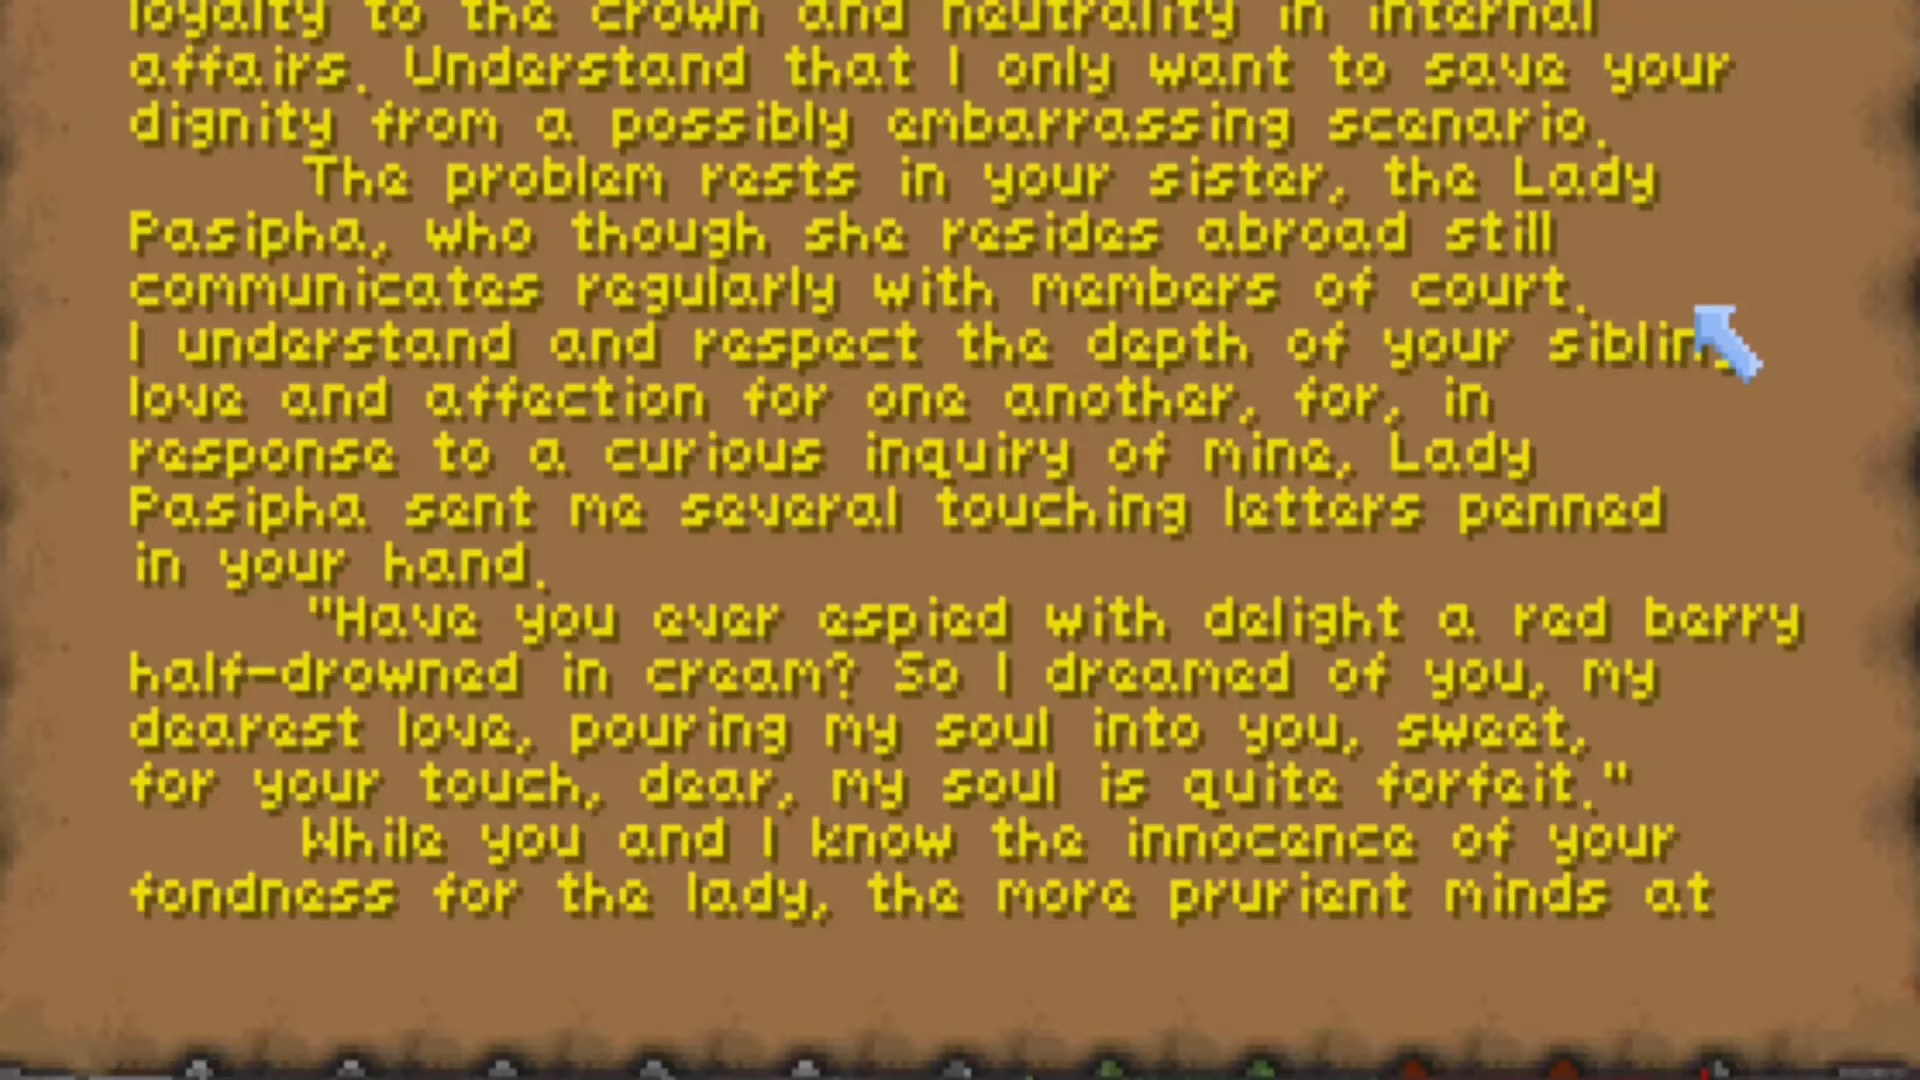 loyalty to the crown and neutrality in internal
affairs. Understand that I only want to save your
dignity from a possibly embarrassing scenario.
The problem rests in your sister, the Lady
Pasipha, who though she resides abroad still
communicates regularly with members of court.
I understand and respect the depth of your sibling
love and affection for one another, for, in
response to a curious inquiry of mine, Lady
Pasipha sent me several touching letters penned
in your hand.
"Have you ever espied with delight a red berry
half-drowned in cream? So I dreamed of you, my
dearest love, pouring my soul into you, sweet,
for your touch, dear, my soul is quite forfeit."
While you and I know the innocence of your
fondness for the lady, the more prurient minds at